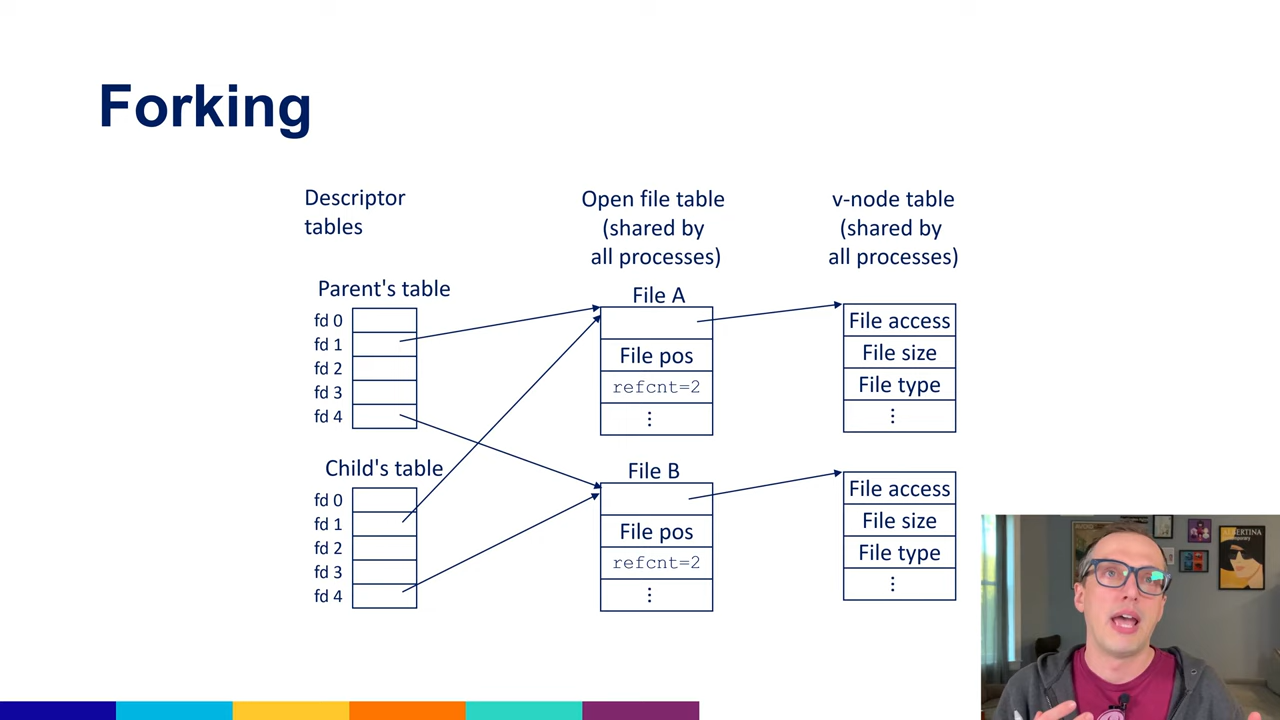 Forking
Descriptor
tables
Open file table
(shared by
all processes)
v-node table
(shared by
all processes)
Parent's table
fd 0
fd 1
fd 2
fd 3
fd 4
Child's table
fd 0
fd 1
fd 2
fd 3
fd 4
File A
File pos
refcnt=2
⋮
File B
File pos
refcnt=2
⋮
File access
File size
File type
⋮
File access
File size
File type
⋮
ALBERTINA